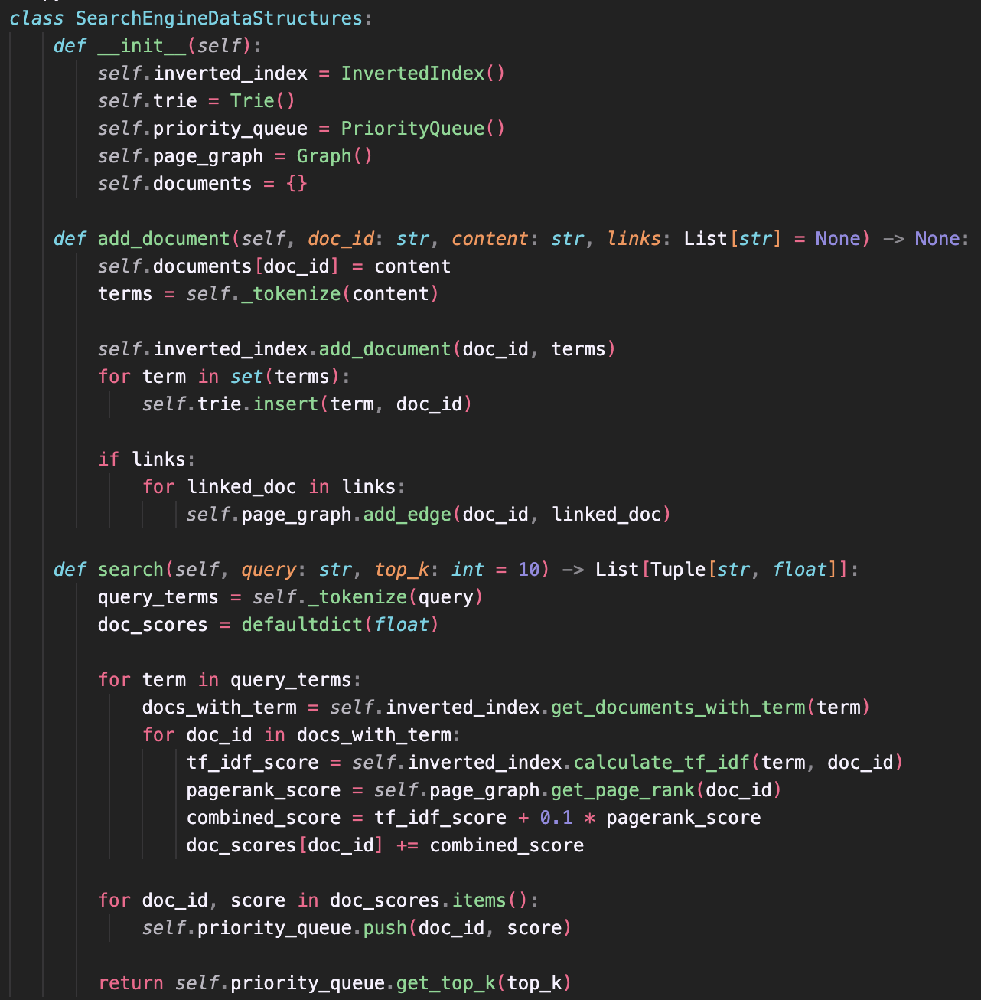 class SearchEngineDataStructures:
    def __init__(self):
        self.inverted_index = InvertedIndex()
        self.trie = Trie()
        self.priority_queue = PriorityQueue()
        self.page_graph = Graph()
        self.documents = {}

    def add_document(self, doc_id: str, content: str, links: List[str] = None) -> None:
        self.documents[doc_id] = content
        terms = self._tokenize(content)

        self.inverted_index.add_document(doc_id, terms)
        for term in set(terms):
            self.trie.insert(term, doc_id)

        if links:
            for linked_doc in links:
                self.page_graph.add_edge(doc_id, linked_doc)

    def search(self, query: str, top_k: int = 10) -> List[Tuple[str, float]]:
        query_terms = self._tokenize(query)
        doc_scores = defaultdict(float)

        for term in query_terms:
            docs_with_term = self.inverted_index.get_documents_with_term(term)
            for doc_id in docs_with_term:
                tf_idf_score = self.inverted_index.calculate_tf_idf(term, doc_id)
                pagerank_score = self.page_graph.get_page_rank(doc_id)
                combined_score = tf_idf_score + 0.1 * pagerank_score
                doc_scores[doc_id] += combined_score

        for doc_id, score in doc_scores.items():
            self.priority_queue.push(doc_id, score)

        return self.priority_queue.get_top_k(top_k)